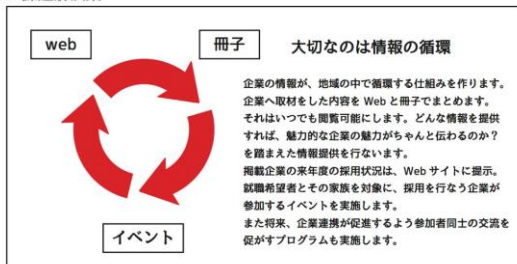 web
冊子
イベント
大切なのは情報の循環
企業の情報が、地域の中で循環する仕組みを作ります。
企業へ取材をした内容を Web と冊子でまとめます。
それはいつでも閲覧可能にします。どんな情報を提供
すれば、魅力的な企業の魅力がちゃんと伝わるのか?
を踏まえた情報提供を行ないます。
掲載企業の来年度の採用状況は、Web サイトに提示。
就職希望者とその家族を対象に、採用を行なう企業が
参加するイベントを実施します。
また将来、企業連携が促進するよう参加者同士の交流を
促がすプログラムも実施します。